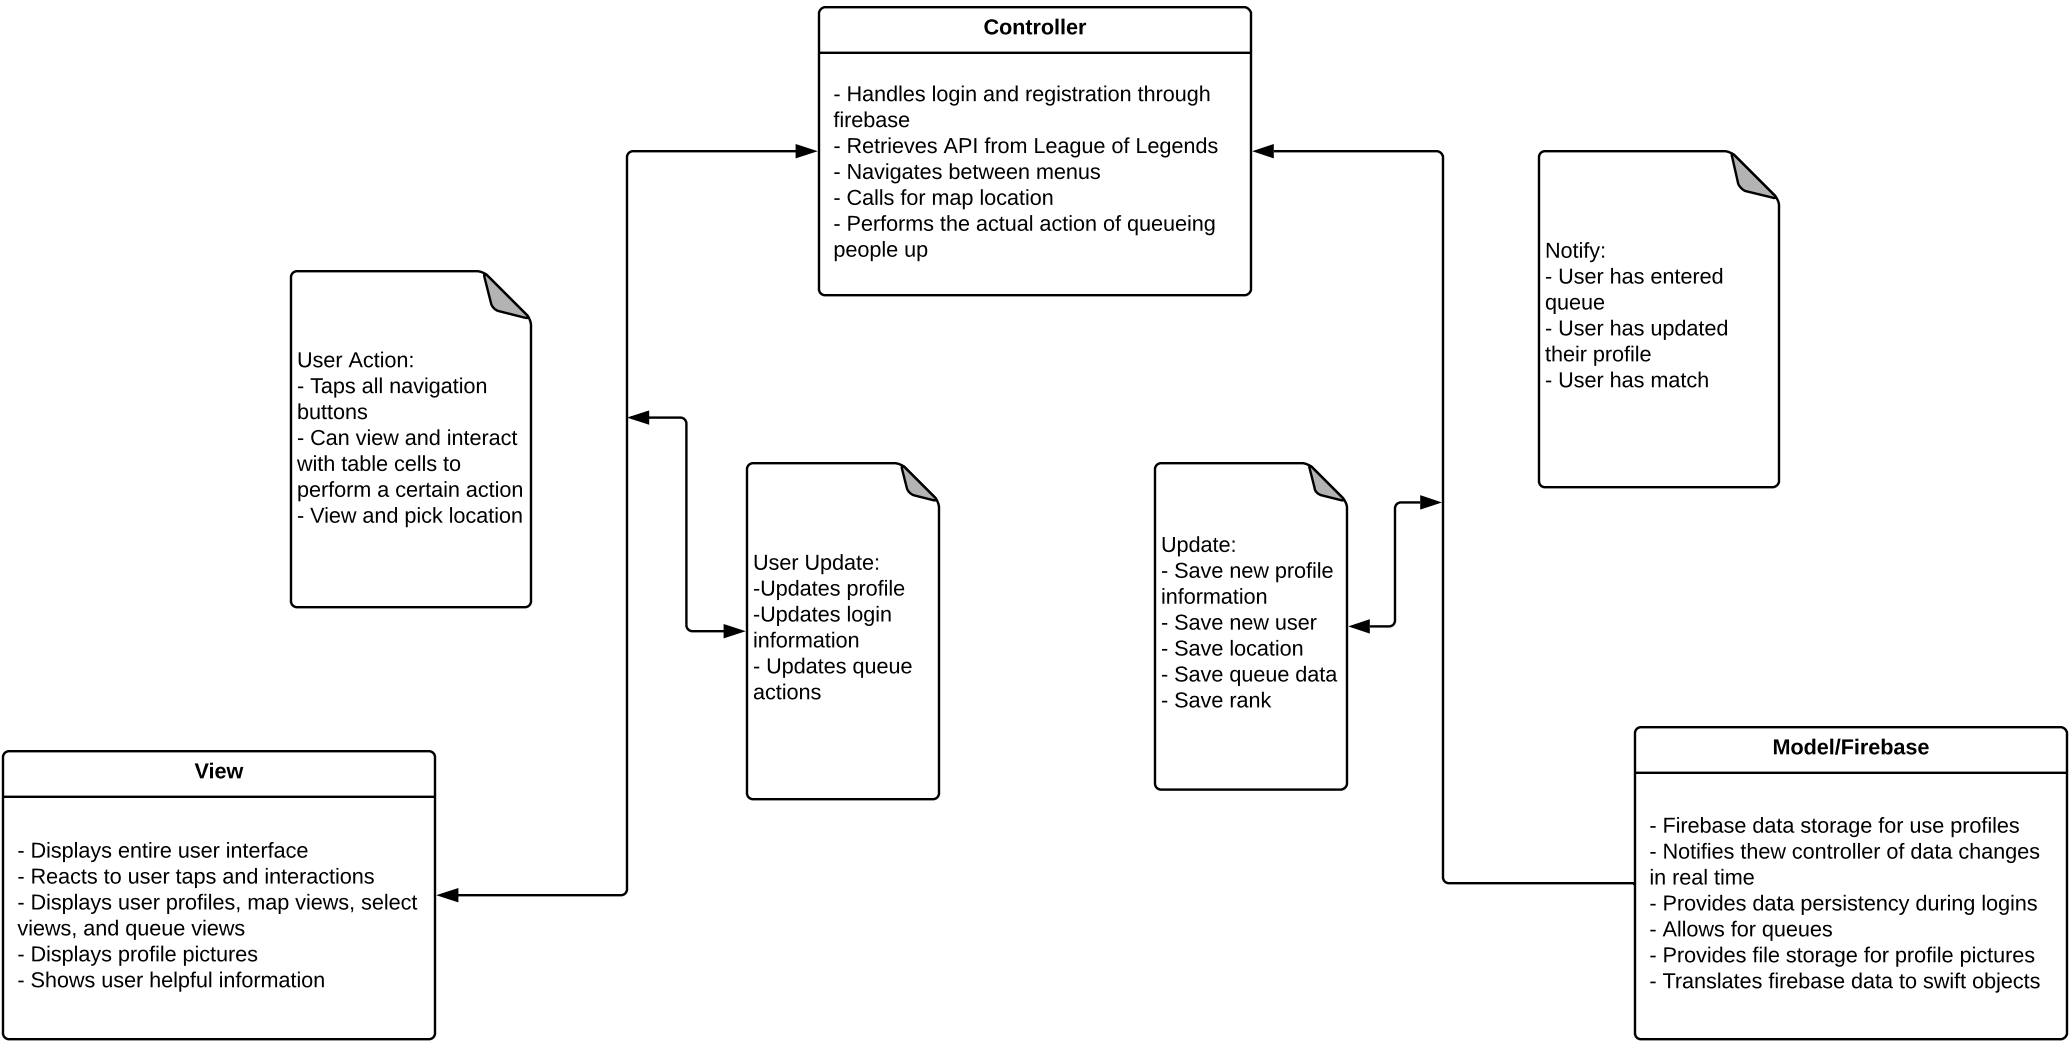 Controller
- Handles login and registration through
firebase
- Retrieves API from League of Legends
- Navigates between menus
- Calls for map location
- Performs the actual action of queueing
people up
Notify:
- User has entered
queue
- User has updated
their profile
- User has match
User Action:
- Taps all navigation
buttons
- Can view and interact
with table cells to
perform a certain action
- View and pick location
User Update:
-Updates profile
-Updates login
information
- Updates queue
actions
Update:
- Save new profile
information
- Save new user
- Save location
- Save queue data
- Save rank
View
- Displays entire user interface
- Reacts to user taps and interactions
- Displays user profiles, map views, select
views, and queue views
- Displays profile pictures
- Shows user helpful information
Model/Firebase
- Firebase data storage for use profiles
- Notifies thew controller of data changes
in real time
- Provides data persistency during logins
- Allows for queues
- Provides file storage for profile pictures
- Translates firebase data to swift objects